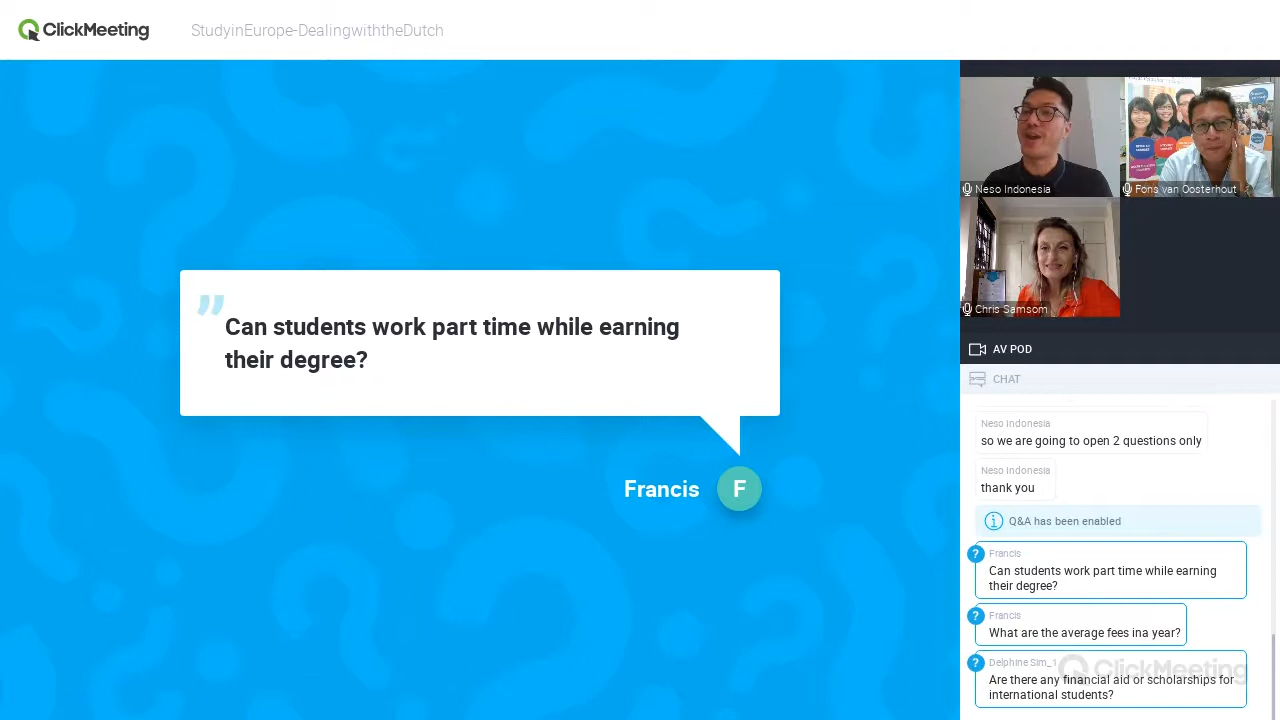 ClickMeeting
StudyinEurope-DealingwiththeDutch
”
Can students work part time while earning
their degree?
Francis
F
Neso Indonesia
Fons van Oosterhout
Chris Samsom
AV POD
CHAT
Neso Indonesia
so we are going to open 2 questions only
Neso Indonesia
thank you
Q&A has been enabled
?
Francis
Can students work part time while earning
their degree?
?
Francis
What are the average fees ina year?
?
Delphine Sim_1
Are there any financial aid or scholarships for
international students?
ClickMeeting